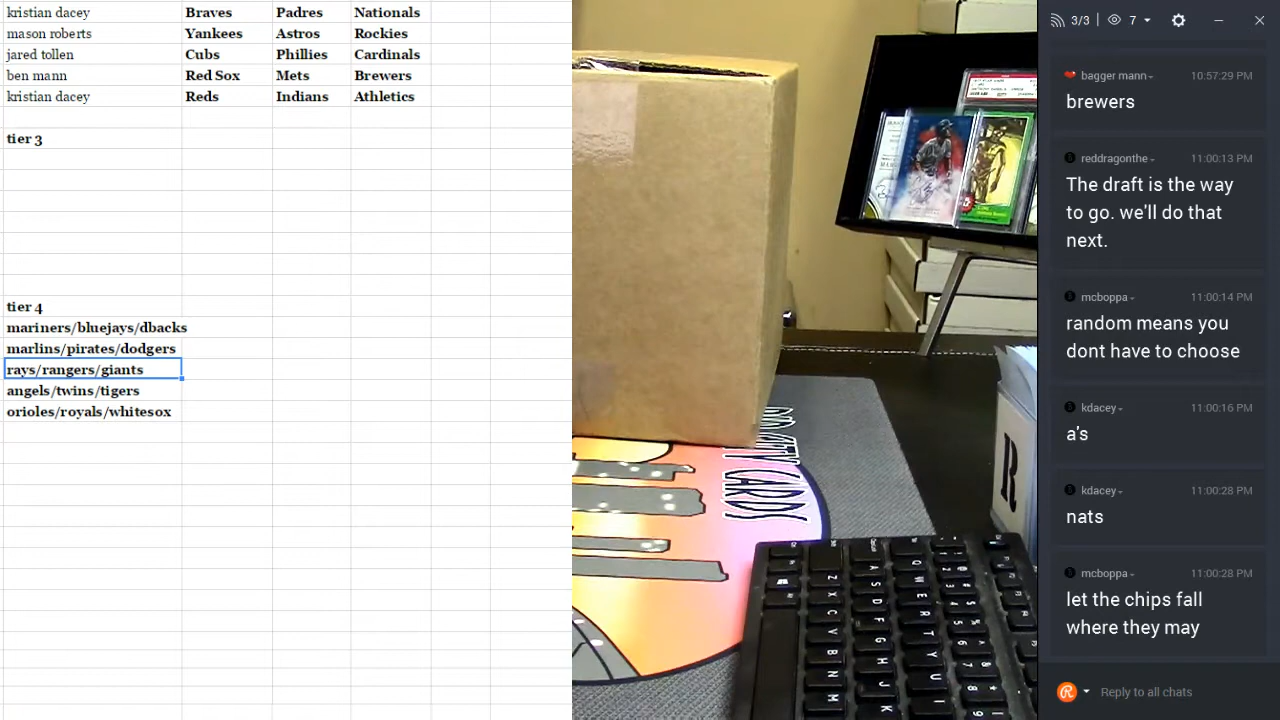 kristian dacey Braves Padres Nationals
mason roberts Yankees Astros Rockies
jared tollen Cubs Phillies Cardinals
ben mann Red Sox Mets Brewers
kristian dacey Reds Indians Athletics
tier 3
tier 4
mariners/bluejays/dbacks
marlins/pirates/dodgers
rays/rangers/giants
angels/twins/tigers
orioles/royals/whitesox
CARDS
R
3/3 7
bagger mann 10:57:29 PM
brewers
reddragonthe 11:00:13 PM
The draft is the way
to go. we'll do that
next.
mcboppa 11:00:14 PM
random means you
dont have to choose
kdacey 11:00:16 PM
a's
kdacey 11:00:28 PM
nats
mcboppa 11:00:28 PM
let the chips fall
where they may
Reply to all chats